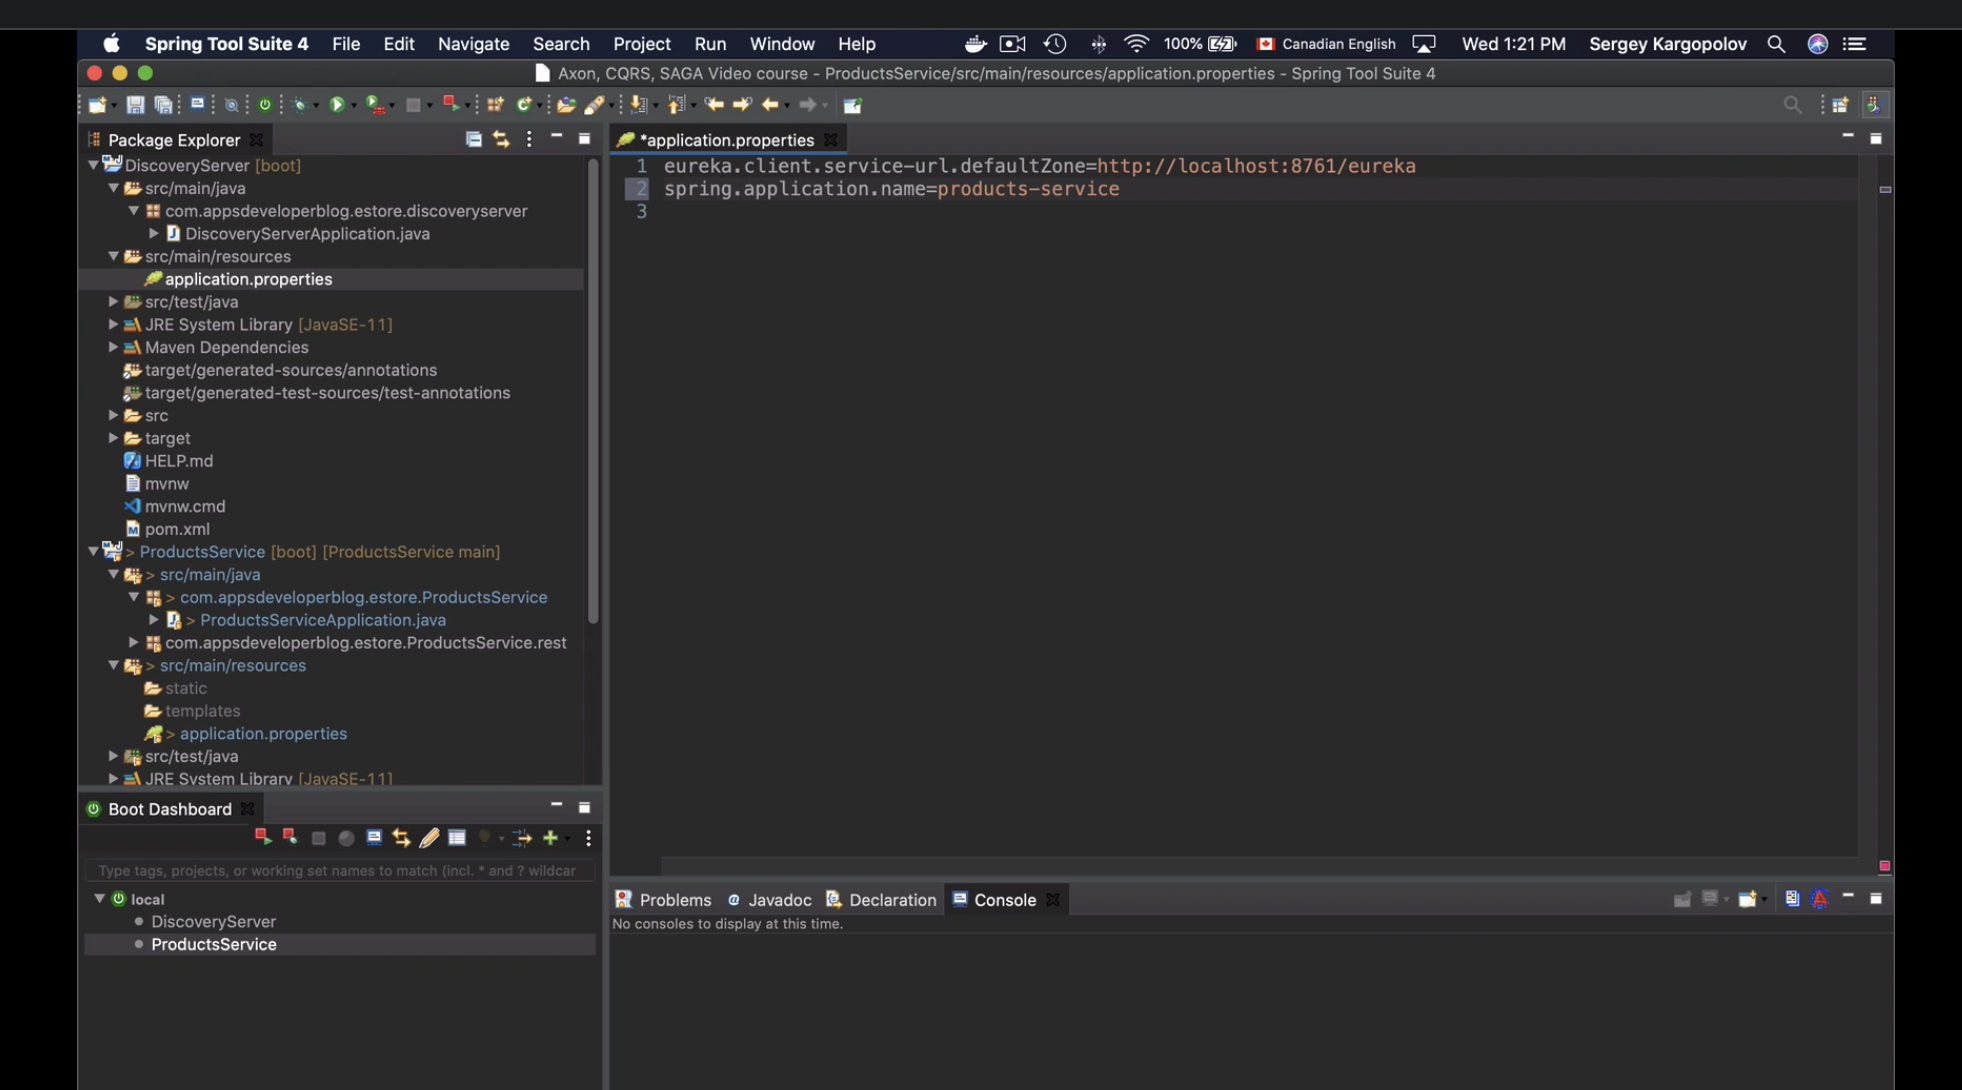 Spring Tool Suite 4 File Edit Navigate Search Project Run Window Help 100% Canadian English Wed 1:21 PM Sergey Kargopolov
Axon, CQRS, SAGA Video course - ProductsService/src/main/resources/application.properties - Spring Tool Suite 4
Package Explorer
DiscoveryServer [boot]
src/main/java
com.appsdeveloperblog.estore.discoveryserver
DiscoveryServerApplication.java
src/main/resources
application.properties
src/test/java
JRE System Library [JavaSE-11]
Maven Dependencies
target/generated-sources/annotations
target/generated-test-sources/test-annotations
src
target
HELP.md
mvnw
mvnw.cmd
pom.xml
> ProductsService [boot] [ProductsService main]
> src/main/java
> com.appsdeveloperblog.estore.ProductsService
> ProductsServiceApplication.java
com.appsdeveloperblog.estore.ProductsService.rest
> src/main/resources
static
templates
> application.properties
src/test/java
JRE System Library [JavaSE-11]
*application.properties
1 eureka.client.service-url.defaultZone=http://localhost:8761/eureka
2 spring.application.name=products-service
3
Boot Dashboard
Type tags, projects, or working set names to match (incl. * and ? wildcar
local
DiscoveryServer
ProductsService
Problems @ Javadoc Declaration Console
No consoles to display at this time.